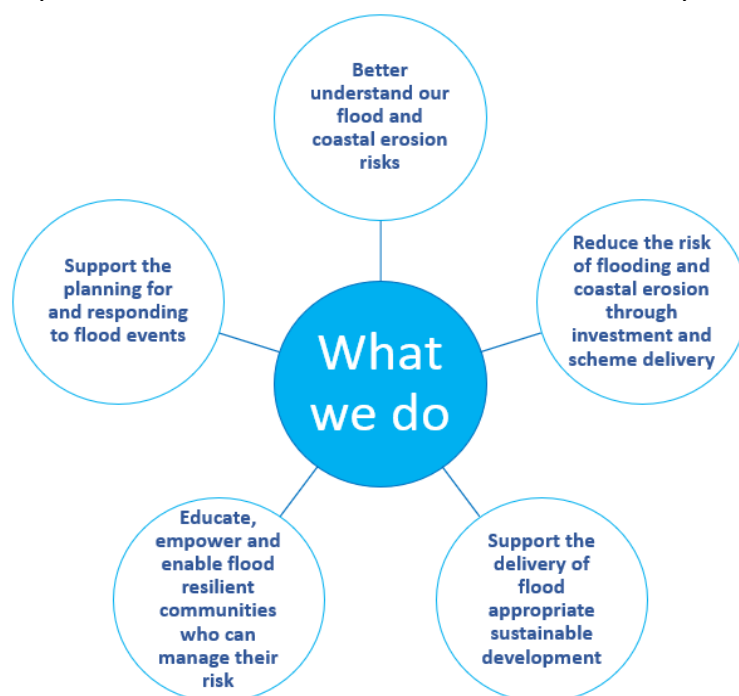 Better
understand our
flood and
coastal erosion
risks
Reduce the risk
of flooding and
coastal erosion
through
investment and
scheme delivery
Support the
delivery of
flood
appropriate
sustainable
development
Educate,
empower and
enable flood
resilient
communities
who can
manage their
risk
Support the
planning for
and responding
to flood events
What
we do